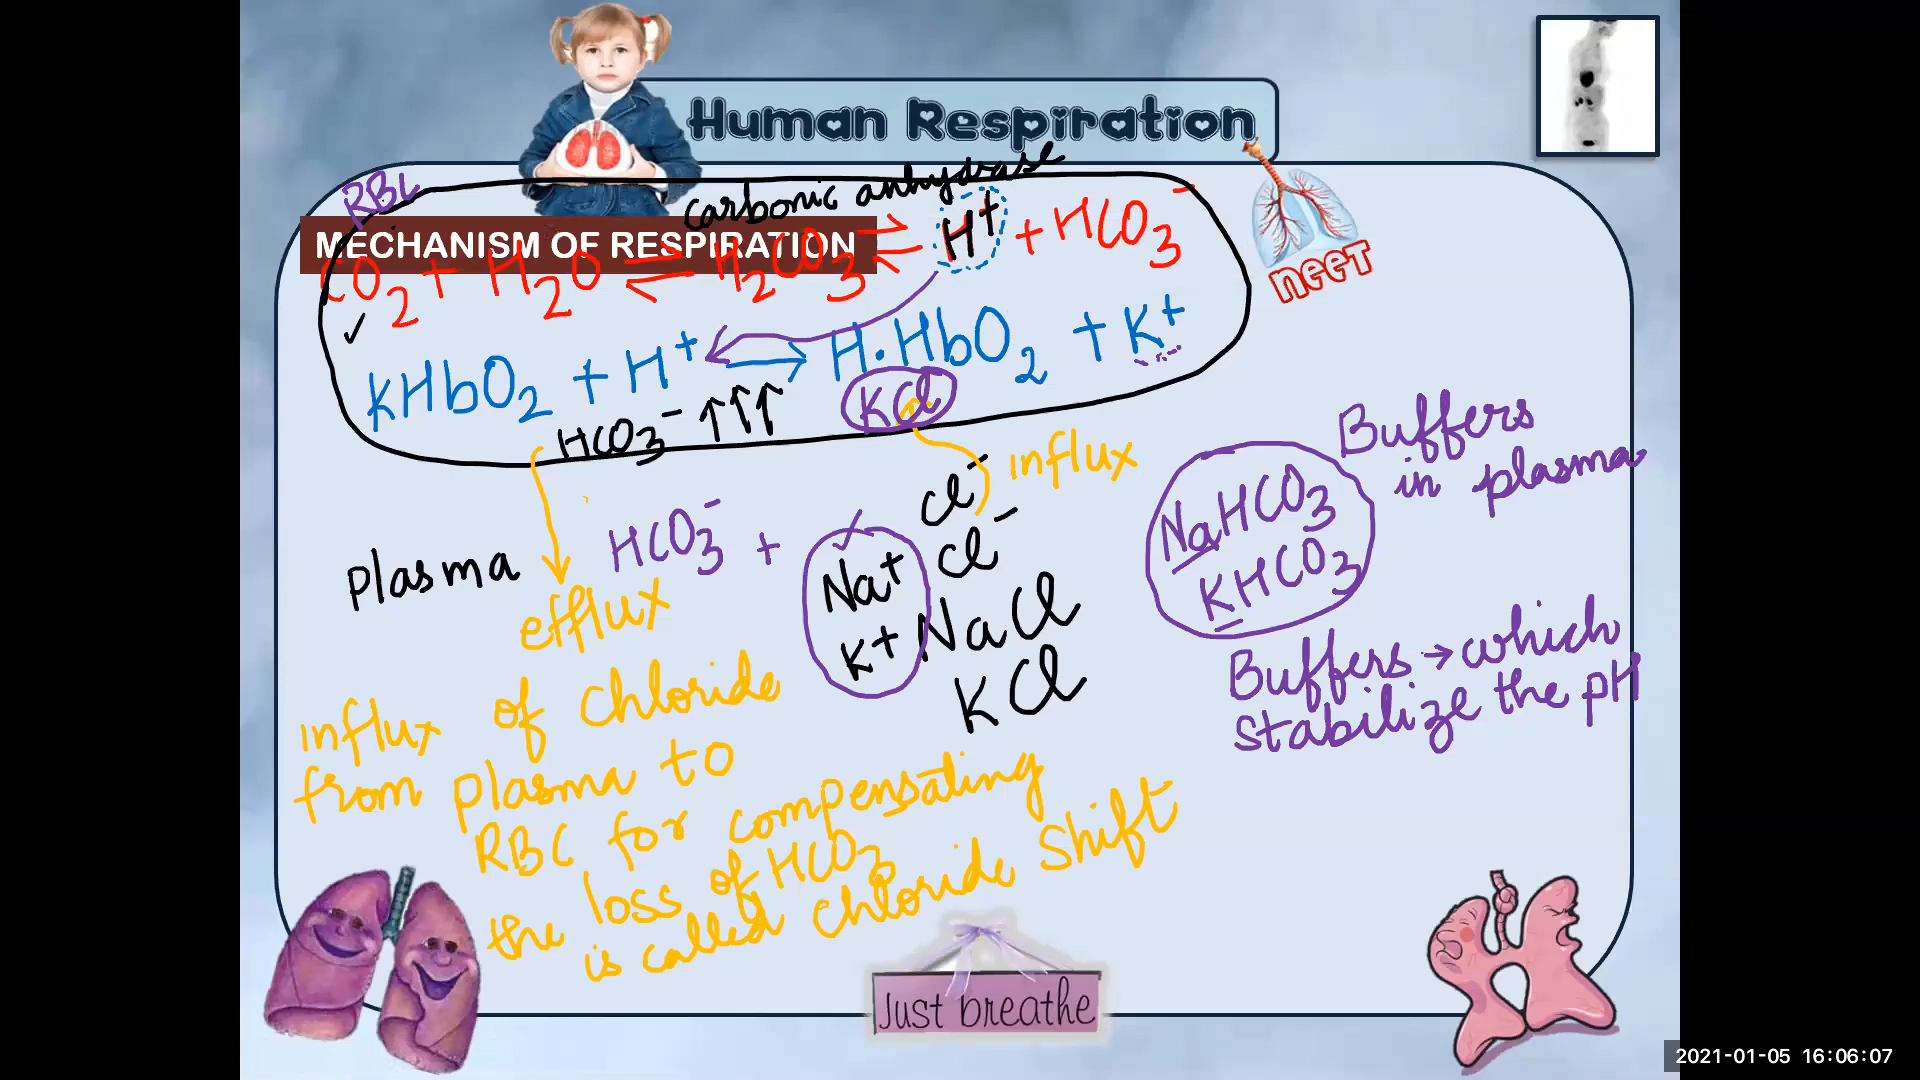 Human Respiration
RBC
carbonic anhydrase
MECHANISM OF RESPIRATION
CO2 + H2O ⇌ H2CO3 ⇌ H+ + HCO3-
NEET
✓
KHbO2 + H+ ⟷ H·HbO2 + K+
HCO3- ↑↑↑
KCl
influx
Cl-
Buffers
in plasma
NaHCO3
KHCO3
plasma
HCO3- +
Na+ Cl-
K+ NaCl
KCl
efflux
Buffers → which
stabilize the pH
influx of chloride
from plasma to
RBC for compensating
the loss of HCO3
is called chloride shift
Just breathe
2021-01-05 16:06:07